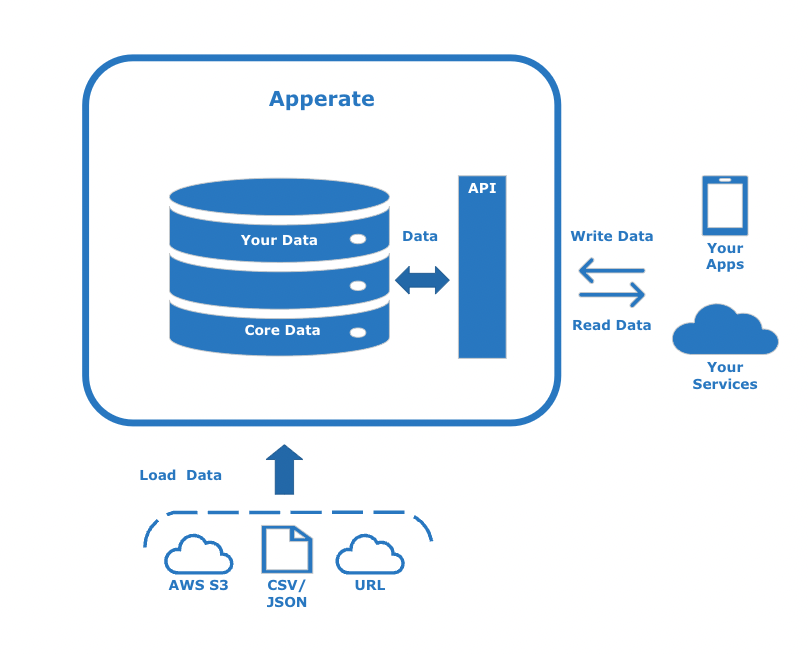 Apperate
API
Your Data
Data
Write Data
Your
Apps
Core Data
Read Data
Your
Services
Load Data
AWS S3
CSV/
JSON
URL